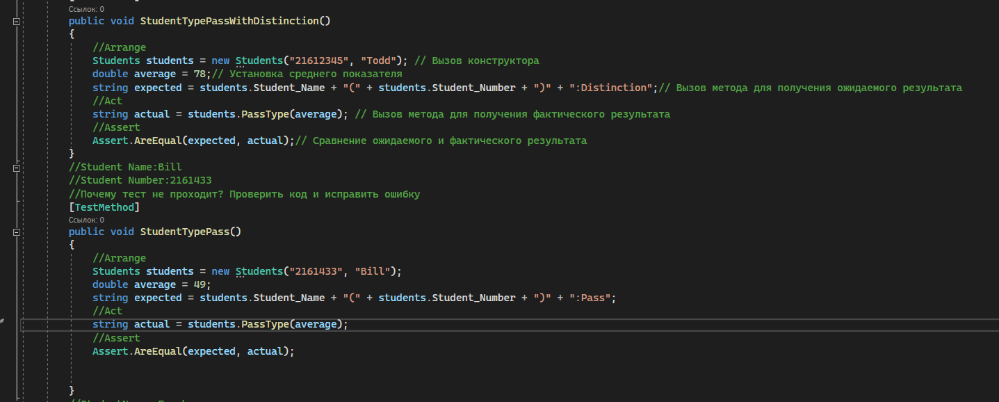 Ссылок: 0
public void StudentTypePassWithDistinction()
{
//Arrange
Students students = new Students("21612345", "Todd"); // Вызов конструктора
double average = 78;// Установка среднего показателя
string expected = students.Student_Name + "(" + students.Student_Number + ")" + ":Distinction";// Вызов метода для получения ожидаемого результата
//Act
string actual = students.PassType(average); // Вызов метода для получения фактического результата
//Assert
Assert.AreEqual(expected, actual);// Сравнение ожидаемого и фактического результата
}
//Student Name:Bill
//Student Number:2161433
//Почему тест не проходит? Проверить код и исправить ошибку
[TestMethod]
Ссылок: 0
public void StudentTypePass()
{
//Arrange
Students students = new Students("2161433", "Bill");
double average = 49;
string expected = students.Student_Name + "(" + students.Student_Number + ")" + ":Pass";
//Act
string actual = students.PassType(average);
//Assert
Assert.AreEqual(expected, actual);
}